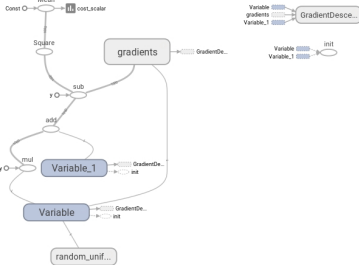 Mean
Const
cost_scalar
Square
gradients
GradientDe...
sub
y
add
mul
y
Variable_1
GradientDe...
init
Variable
GradientDe...
init
random_unif...
Variable
gradients
Variable_1
GradientDesce...
init
Variable
Variable_1